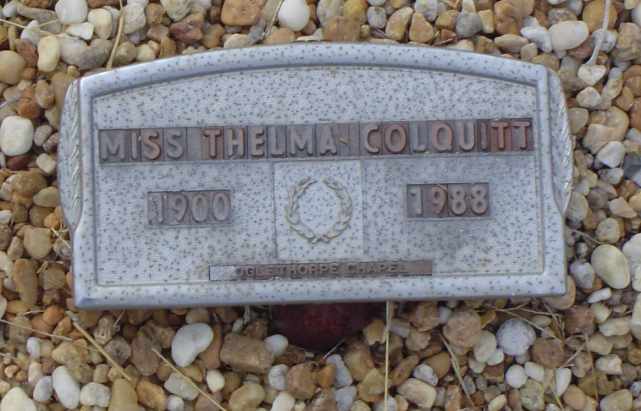 MISS THELMA COLQUITT
1900 1988
OGLETHORPE CHAPEL